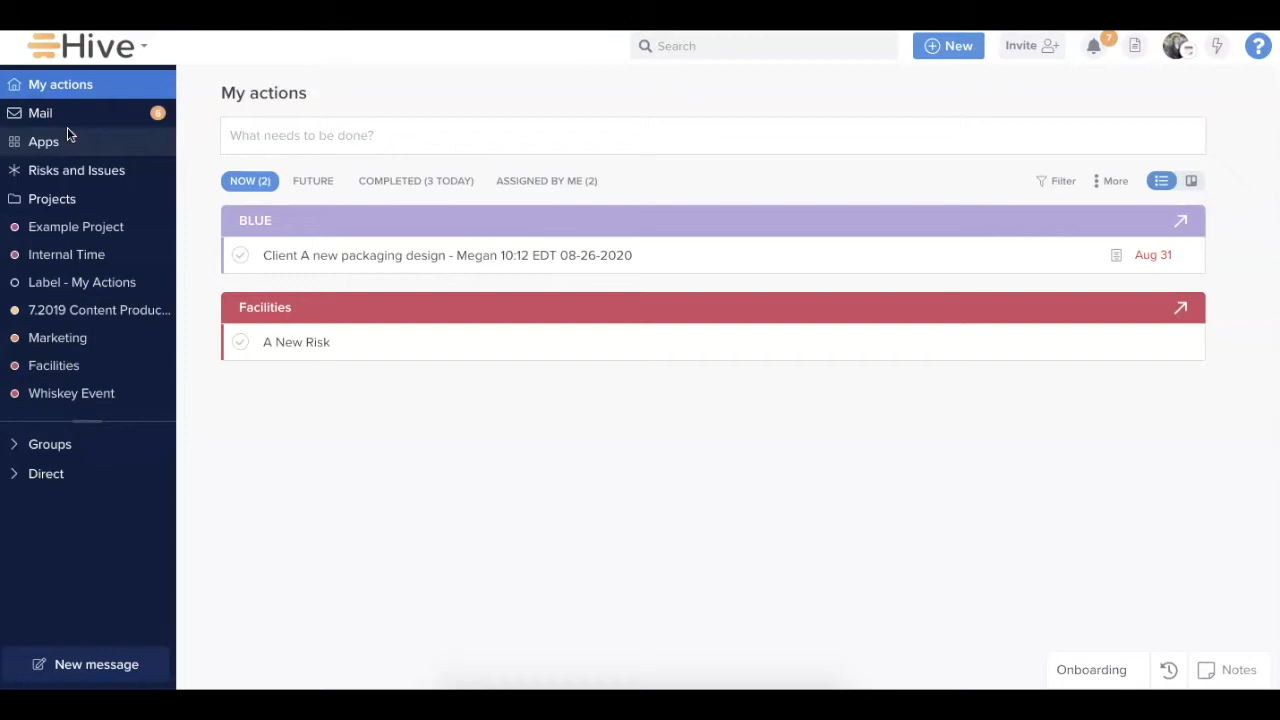 Hive
Search
New
Invite
7
?
My actions
Mail
6
Apps
Risks and Issues
Projects
Example Project
Internal Time
Label - My Actions
7.2019 Content Produc...
Marketing
Facilities
Whiskey Event
Groups
Direct
New message
My actions
What needs to be done?
NOW (2)
FUTURE
COMPLETED (3 TODAY)
ASSIGNED BY ME (2)
Filter
More
BLUE
Client A new packaging design - Megan 10:12 EDT 08-26-2020
Aug 31
Facilities
A New Risk
Onboarding
Notes